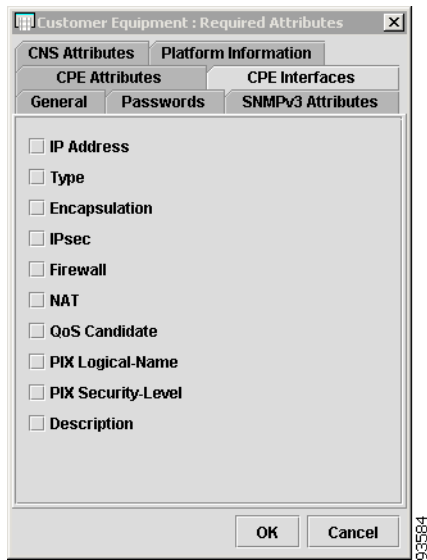 Customer Equipment : Required Attributes
CNS Attributes Platform Information
CPE Attributes CPE Interfaces
General Passwords SNMPv3 Attributes
IP Address
Type
Encapsulation
IPsec
Firewall
NAT
QoS Candidate
PIX Logical-Name
PIX Security-Level
Description
OK Cancel
93584